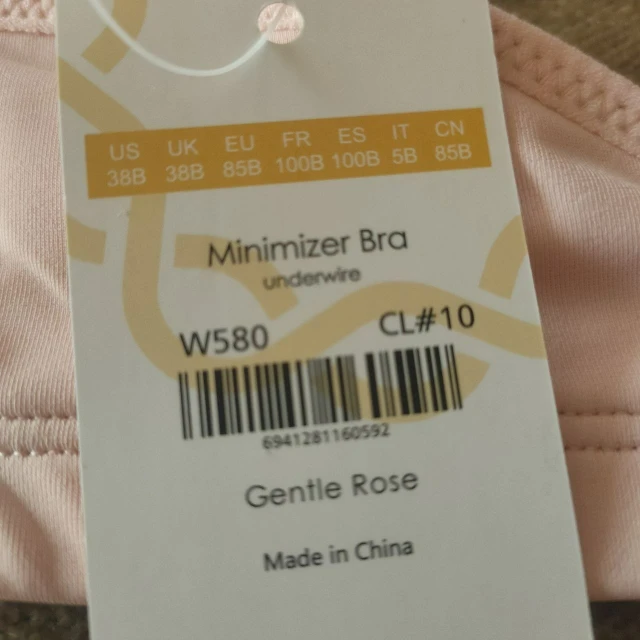 US UK EU FR ES IT CN
38B 38B 85B 100B 100B 5B 85B
Minimizer Bra
underwire
W580 CL#10
6941281160592
Gentle Rose
Made in China